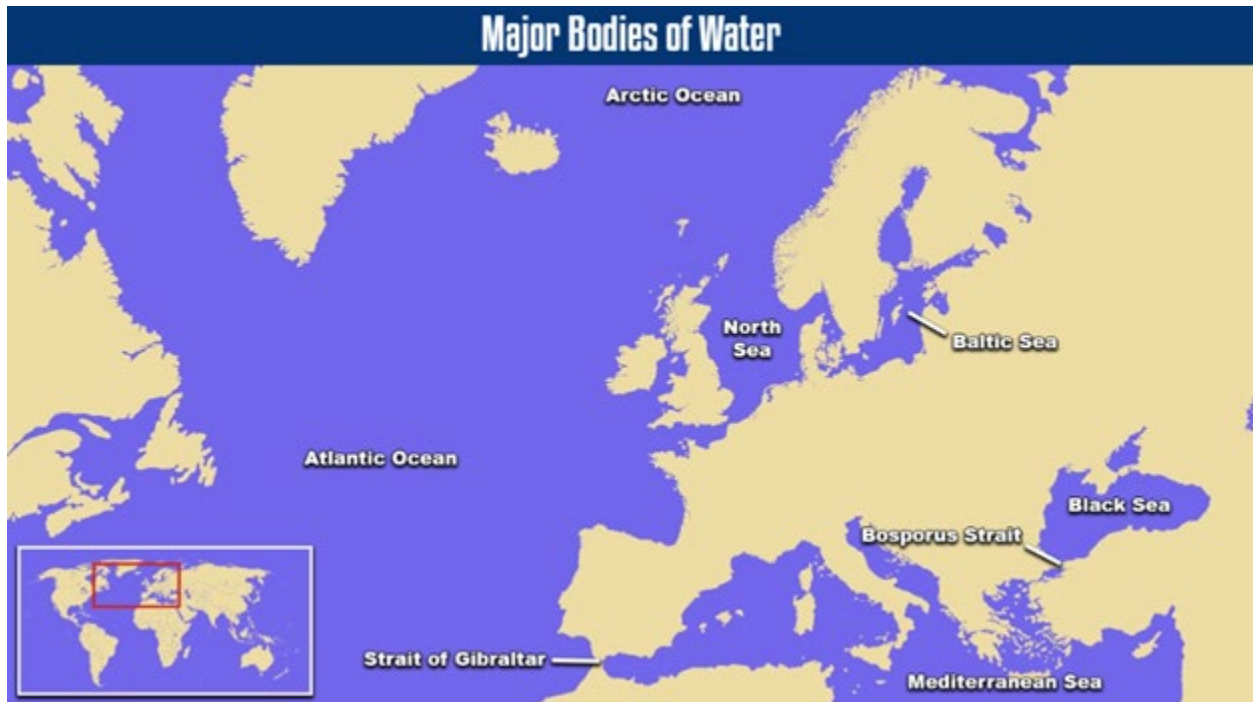 Major Bodies of Water
Arctic Ocean
North
Sea
Baltic Sea
Atlantic Ocean
Black Sea
Bosporus Strait
Strait of Gibraltar
Mediterranean Sea